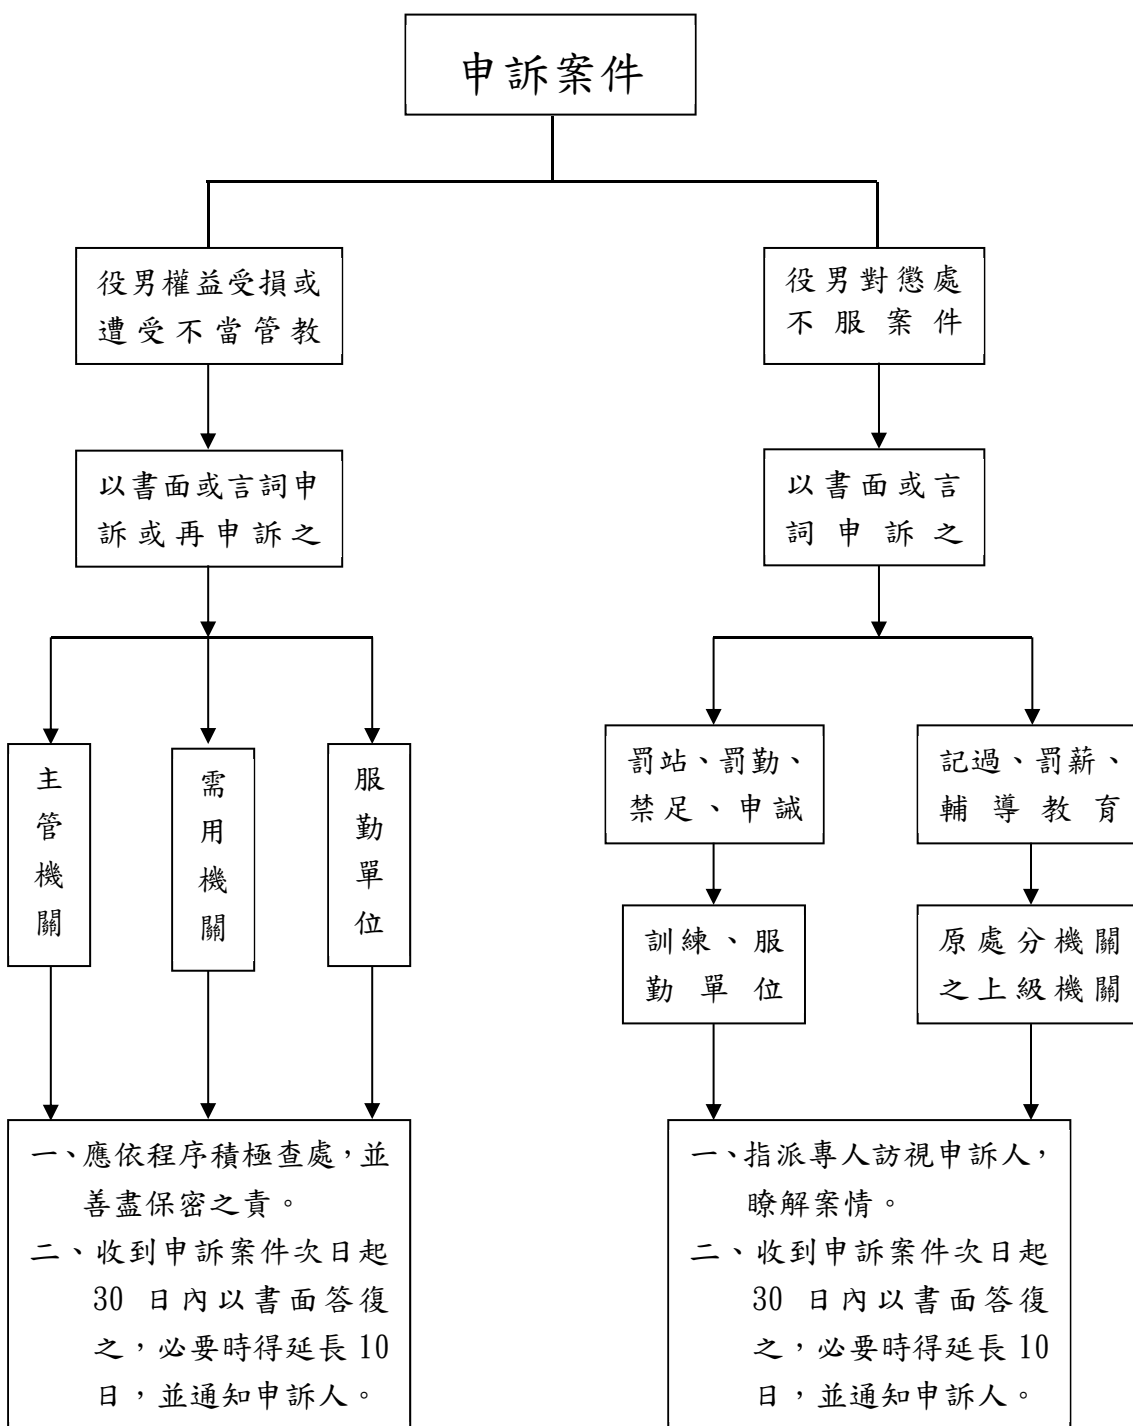 申訴案件
役男權益受損或
遭受不當管教
役男對懲處
不服案件
以書面或言詞申
訴或再申訴之
以書面或言
詞申訴之
主管機關
需用機關
服勤單位
罰站、罰勤、
禁足、申誡
記過、罰薪、
輔導教育
訓練、服
勤單位
原處分機關
之上級機關
一、應依程序積極查處,並
善盡保密之責。
二、收到申訴案件次日起
30 日內以書面答復
之,必要時得延長 10
日,並通知申訴人。
一、指派專人訪視申訴人,
瞭解案情。
二、收到申訴案件次日起
30 日內以書面答復
之,必要時得延長 10
日,並通知申訴人。